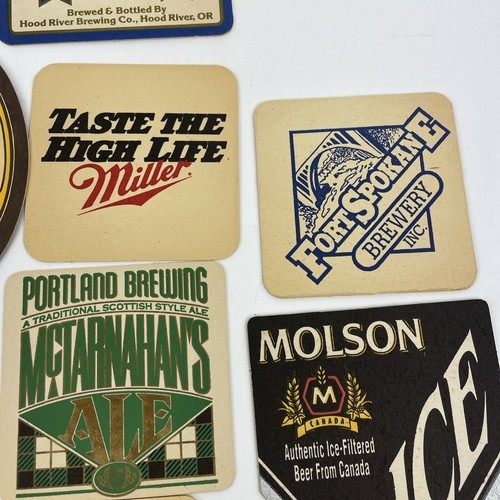 Brewed & Bottled By
Hood River Brewing Co., Hood River, OR
TASTE THE
HIGH LIFE
Miller.
FORT SPOKANE
BREWERY
INC.
PORTLAND BREWING
A TRADITIONAL SCOTTISH STYLE ALE
MCTARNAHAN'S
ALE
MOLSON
M
CANADA
Authentic Ice-Filtered
Beer From Canada
ICE